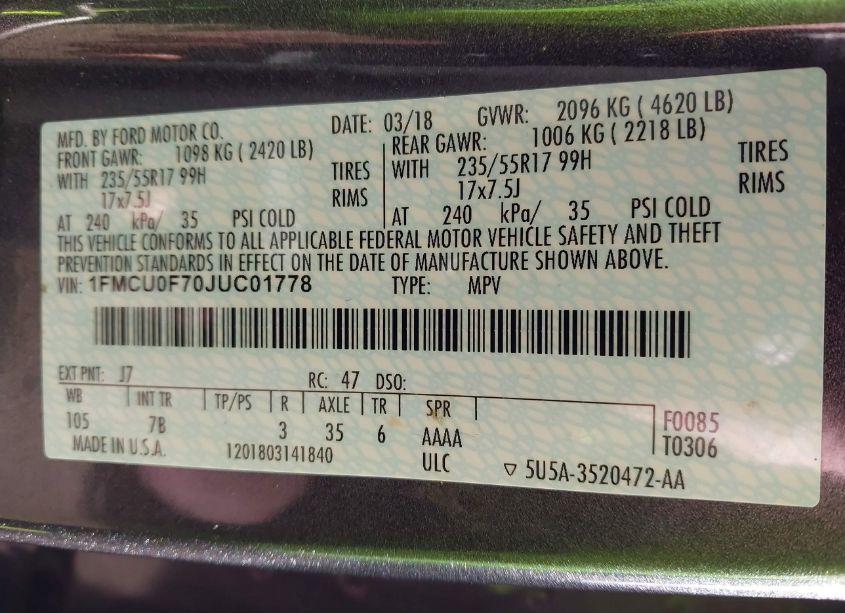 MFD. BY FORD MOTOR CO. DATE: 03/18 GVWR: 2096 KG ( 4620 LB)
FRONT GAWR: 1098 KG ( 2420 LB) REAR GAWR: 1006 KG ( 2218 LB)
WITH 235/55R17 99H TIRES WITH 235/55R17 99H TIRES
17x7.5J RIMS 17x7.5J RIMS
AT 240 kPa/ 35 PSI COLD AT 240 kPa/ 35 PSI COLD
THIS VEHICLE CONFORMS TO ALL APPLICABLE FEDERAL MOTOR VEHICLE SAFETY AND THEFT
PREVENTION STANDARDS IN EFFECT ON THE DATE OF MANUFACTURE SHOWN ABOVE.
VIN: 1FMCU0F70JUC01778 TYPE: MPV
EXT PNT: J7 RC: 47 DSO:
WB INT TR TP/PS R AXLE TR SPR
105 7B 3 35 6 AAAA F0085
MADE IN U.S.A. 1201803141840 ULC T0306
▽ 5U5A-3520472-AA